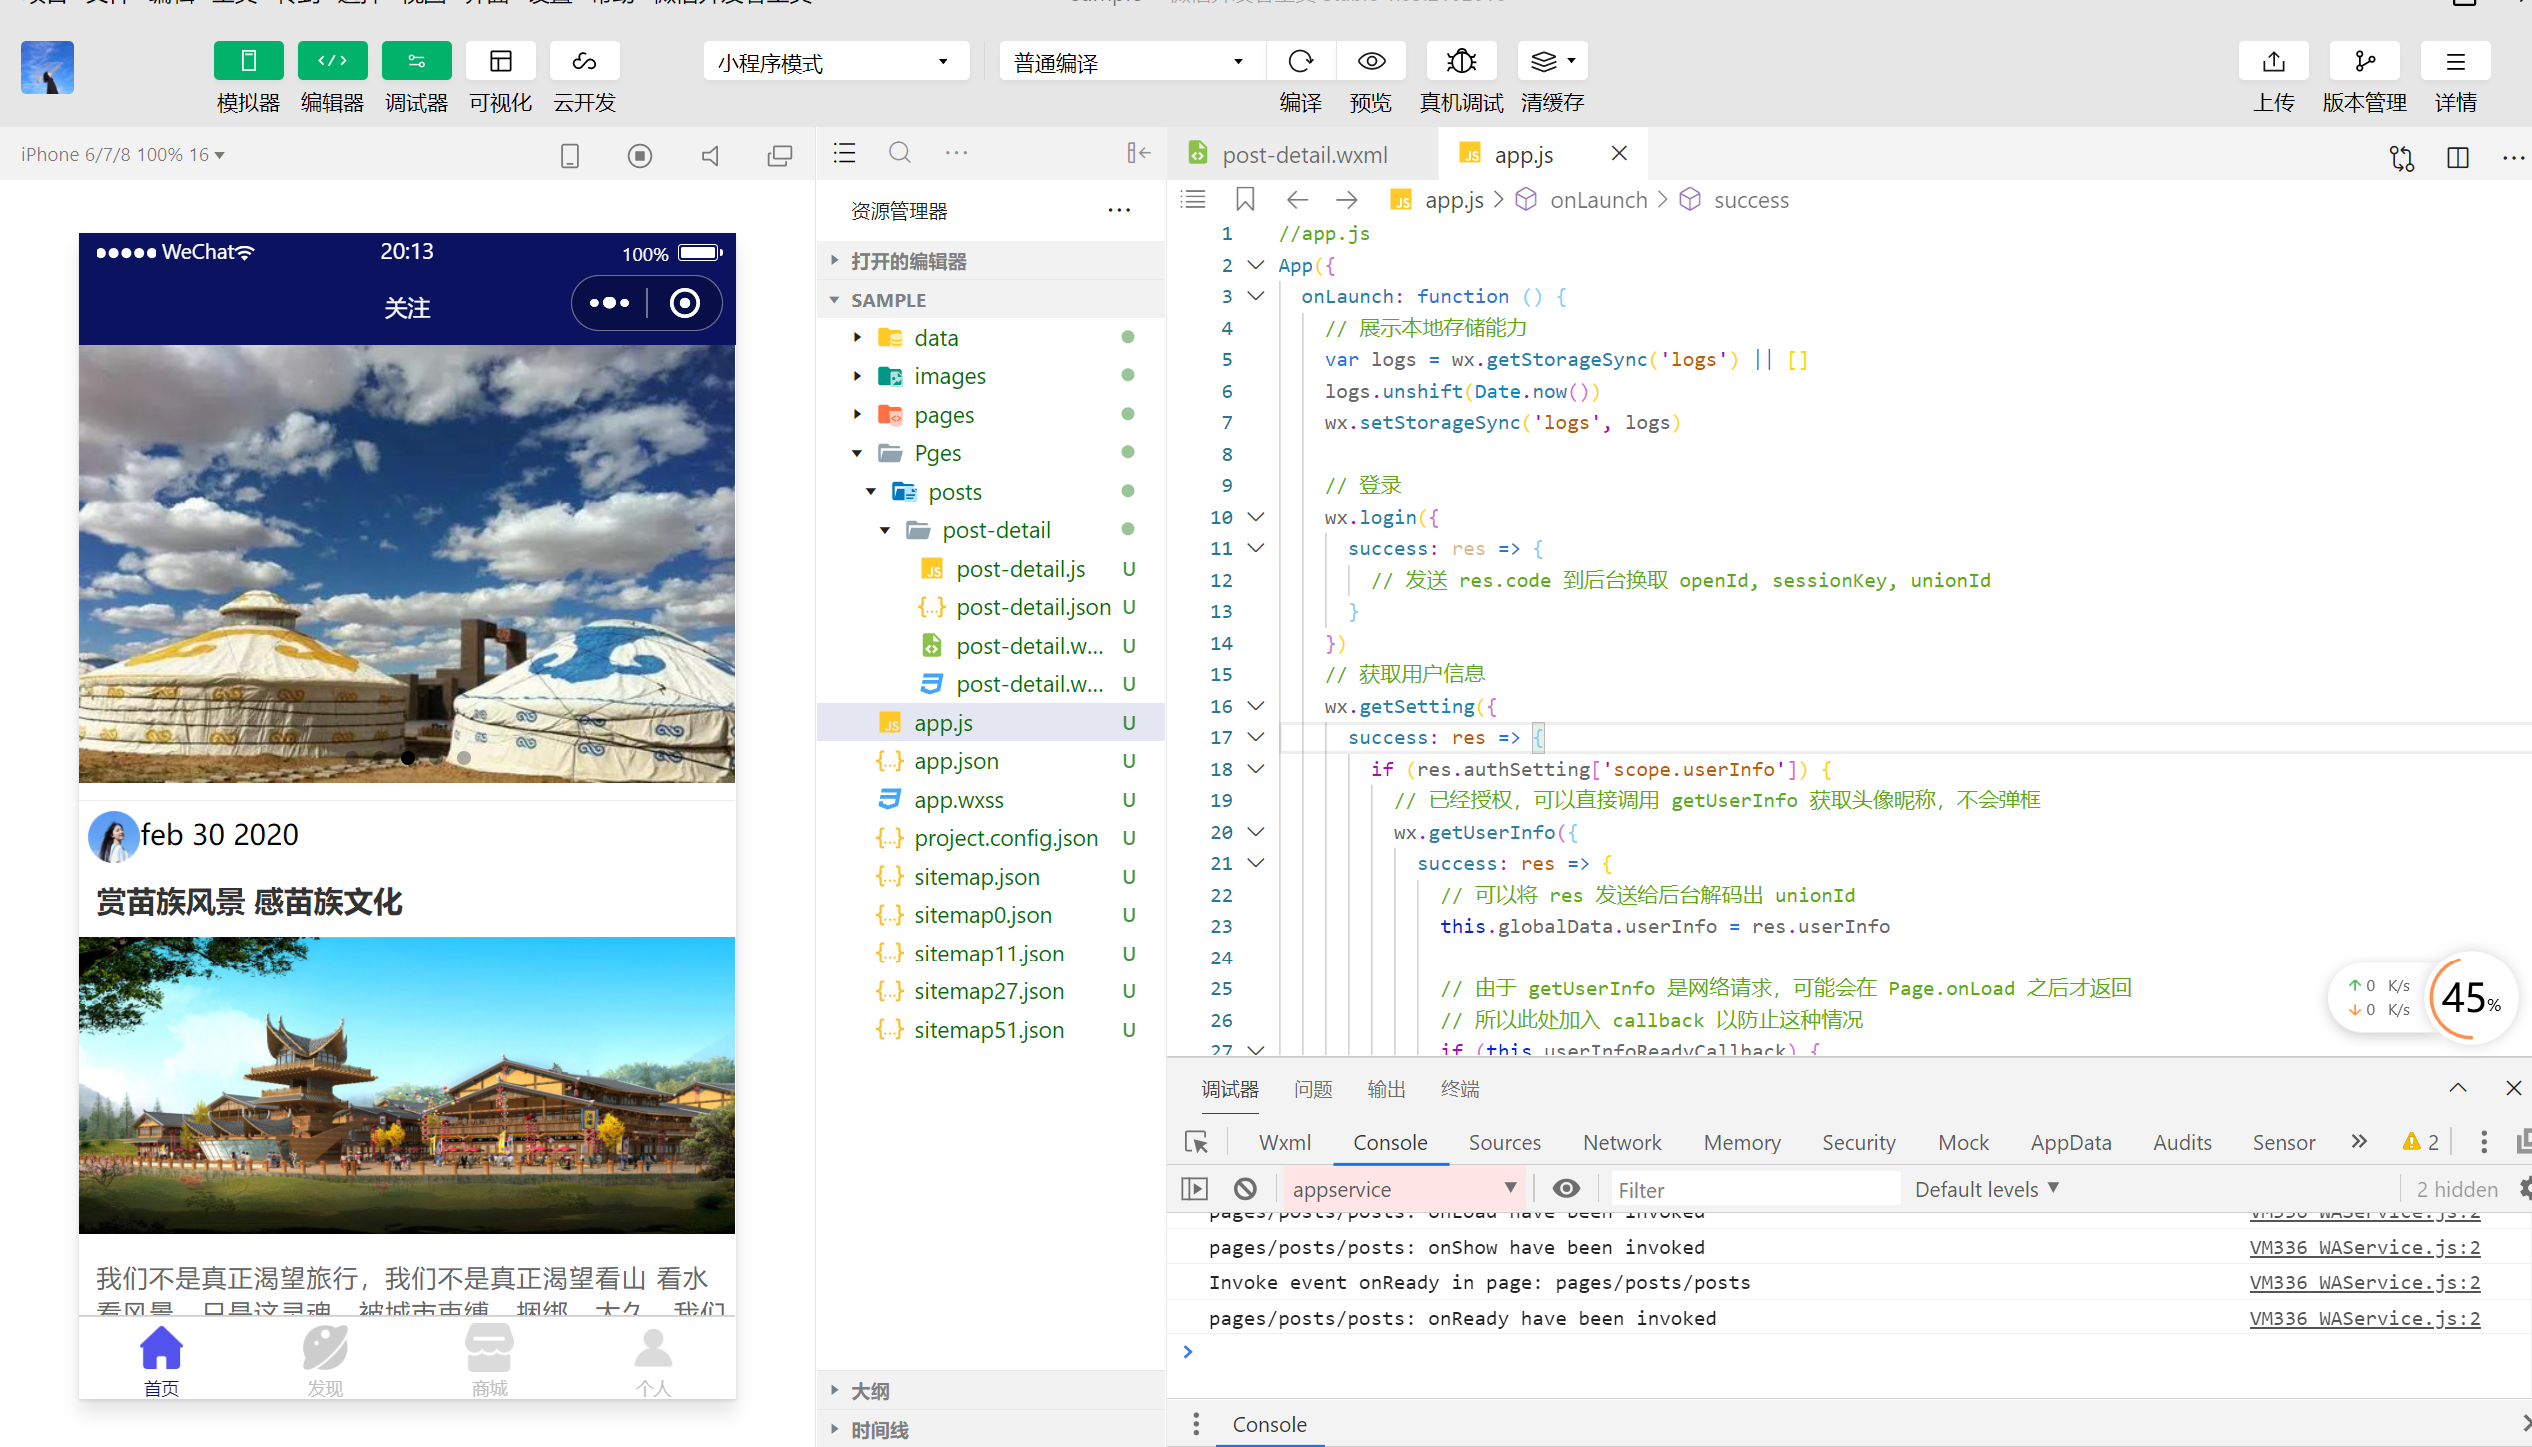 模拟器 编辑器 调试器 可视化 云开发
小程序模式
普通编译
编译 预览 真机调试 清缓存
上传 版本管理 详情
iPhone 6/7/8 100% 16
WeChat 20:13 100%
关注
feb 30 2020
赏苗族风景 感苗族文化
我们不是真正渴望旅行，我们不是真正渴望看山 看水
首页 发现 商城 个人
资源管理器
打开的编辑器
SAMPLE
data
images
pages
Pges
posts
post-detail
post-detail.js U
post-detail.json U
post-detail.w... U
post-detail.w... U
app.js U
app.json U
app.wxss U
project.config.json U
sitemap.json U
sitemap0.json U
sitemap11.json U
sitemap27.json U
sitemap51.json U
大纲
时间线
post-detail.wxml app.js
app.js > onLaunch > success
1 //app.js
2 App({
3 onLaunch: function () {
4 // 展示本地存储能力
5 var logs = wx.getStorageSync('logs') || []
6 logs.unshift(Date.now())
7 wx.setStorageSync('logs', logs)
8
9 // 登录
10 wx.login({
11 success: res => {
12 // 发送 res.code 到后台换取 openId, sessionKey, unionId
13 }
14 })
15 // 获取用户信息
16 wx.getSetting({
17 success: res => {
18 if (res.authSetting['scope.userInfo']) {
19 // 已经授权，可以直接调用 getUserInfo 获取头像昵称，不会弹框
20 wx.getUserInfo({
21 success: res => {
22 // 可以将 res 发送给后台解码出 unionId
23 this.globalData.userInfo = res.userInfo
24
25 // 由于 getUserInfo 是网络请求，可能会在 Page.onLoad 之后才返回
26 // 所以此处加入 callback 以防止这种情况
27 if (this.userInfoReadyCallback) {
0 K/s
0 K/s
45%
调试器 问题 输出 终端
Wxml Console Sources Network Memory Security Mock AppData Audits Sensor 2
appservice Filter Default levels 2 hidden
pages/posts/posts: onLoad have been invoked VM336 WAService.js:2
pages/posts/posts: onShow have been invoked VM336 WAService.js:2
Invoke event onReady in page: pages/posts/posts VM336 WAService.js:2
pages/posts/posts: onReady have been invoked VM336 WAService.js:2
Console